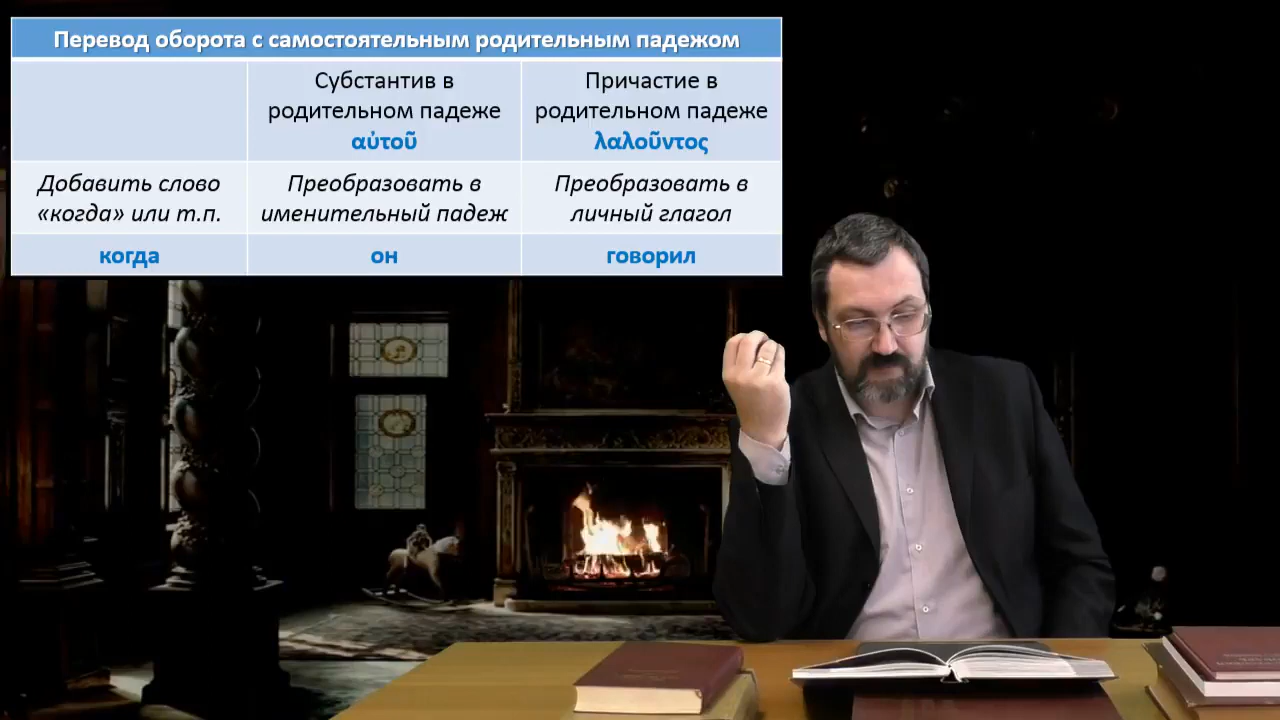 Перевод оборота с самостоятельным родительным падежом
Субстантив в
родительном падеже
αὐτοῦ
Причастие в
родительном падеже
λαλοῦντος
Добавить слово
«когда» или т.п.
Преобразовать в
именительный падеж
Преобразовать в
личный глагол
когда
он
говорил